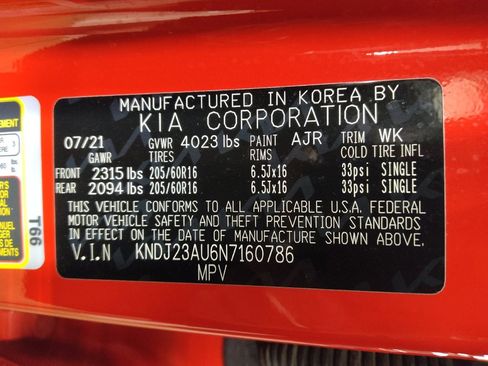 MANUFACTURED IN KOREA BY
KIA CORPORATION
07/21 GVWR 4023 lbs PAINT AJR TRIM WK
GAWR TIRES RIMS COLD TIRE INFL
FRONT 2315 lbs 205/60R16 6.5Jx16 33psi SINGLE
REAR 2094 lbs 205/60R16 6.5Jx16 33psi SINGLE
THIS VEHICLE CONFORMS TO ALL APPLICABLE U.S.A. FEDERAL
MOTOR VEHICLE SAFETY AND THEFT PREVENTION STANDARDS
IN EFFECT ON THE DATE OF MANUFACTURE SHOWN ABOVE.
V.I.N KNDJ23AU6N7160786
MPV
T66